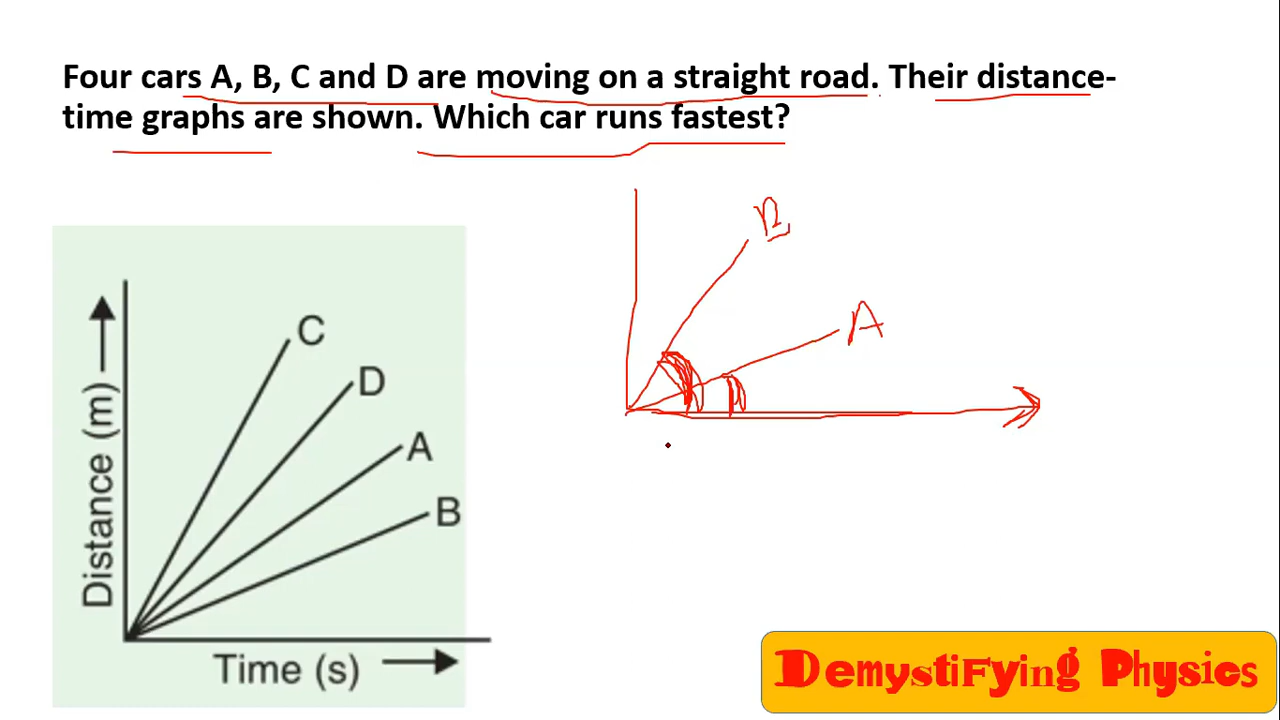 Four cars A, B, C and D are moving on a straight road. Their distance-
time graphs are shown. Which car runs fastest?
B
A
C
D
A
B
Distance (m)
Time (s)
Demystifying Physics